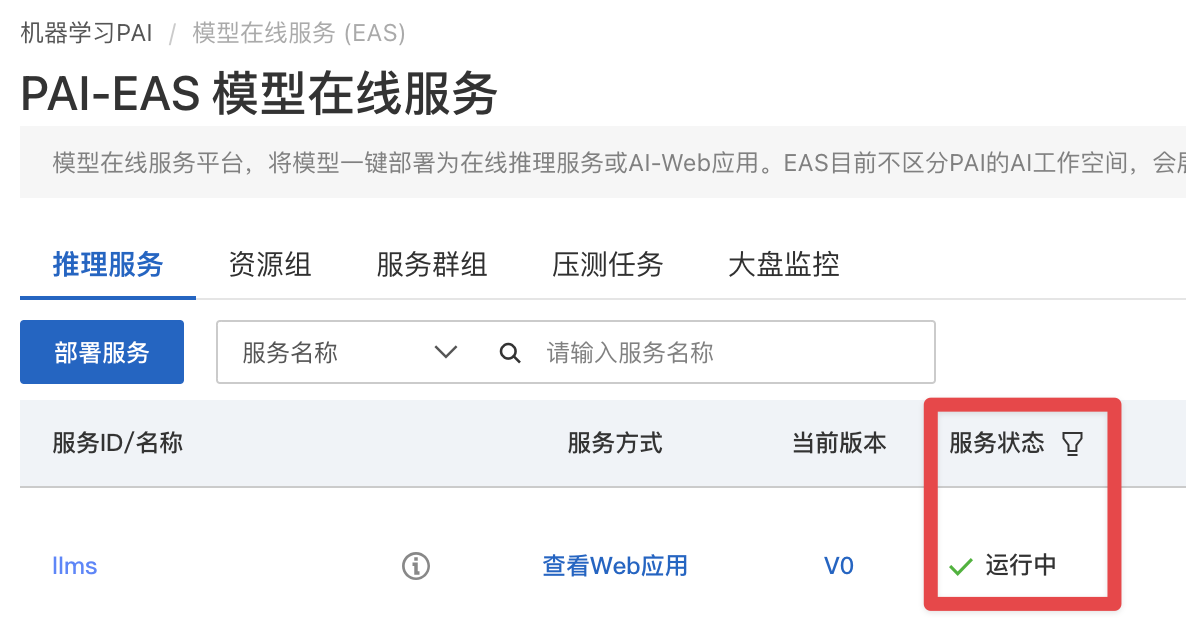 机器学习PAI / 模型在线服务 (EAS)
PAI-EAS 模型在线服务
模型在线服务平台，将模型一键部署为在线推理服务或AI-Web应用。EAS目前不区分PAI的AI工作空间，会
推理服务 资源组 服务群组 压测任务 大盘监控
部署服务 服务名称 请输入服务名称
服务ID/名称 服务方式 当前版本 服务状态
llms 查看Web应用 V0 运行中